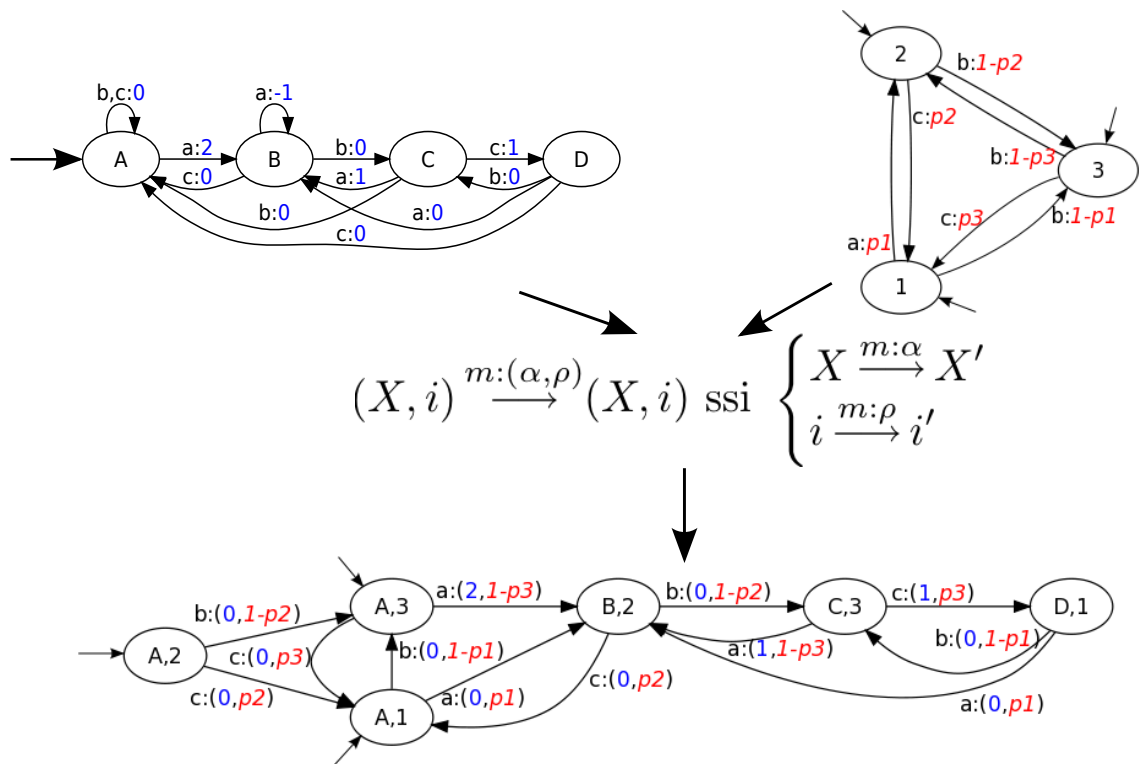 b,c:0
a:-1
A
a:2
B
b:0
C
c:1
D
c:0
a:1
b:0
b:0
a:0
c:0
2
b:1-p2
c:p2
b:1-p3
3
c:p3
b:1-p1
a:p1
1
(X, i) m:(α,ρ) ⟶ (X, i) ssi { X m:α ⟶ X′
i m:ρ ⟶ i′
A,3
a:(2,1-p3)
B,2
b:(0,1-p2)
C,3
c:(1,p3)
D,1
b:(0,1-p2)
A,2
c:(0,p3)
b:(0,1-p1)
a:(1,1-p3)
b:(0,1-p1)
c:(0,p2)
a:(0,p1)
c:(0,p2)
a:(0,p1)
A,1